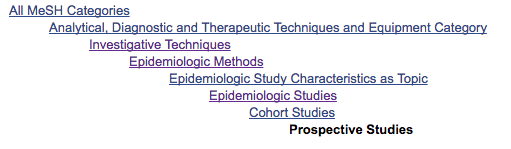 All MeSH Categories
Analytical, Diagnostic and Therapeutic Techniques and Equipment Category
Investigative Techniques
Epidemiologic Methods
Epidemiologic Study Characteristics as Topic
Epidemiologic Studies
Cohort Studies
Prospective Studies